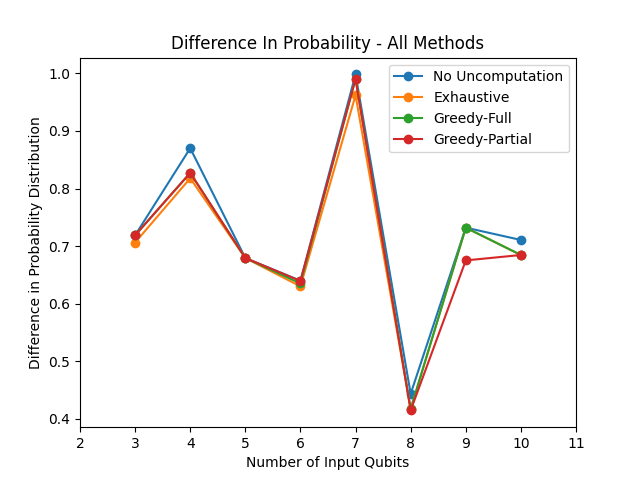 Difference In Probability - All Methods
No Uncomputation
Exhaustive
Greedy-Full
Greedy-Partial
Difference in Probability Distribution
1.0
0.9
0.8
0.7
0.6
0.5
0.4
2 3 4 5 6 7 8 9 10 11
Number of Input Qubits